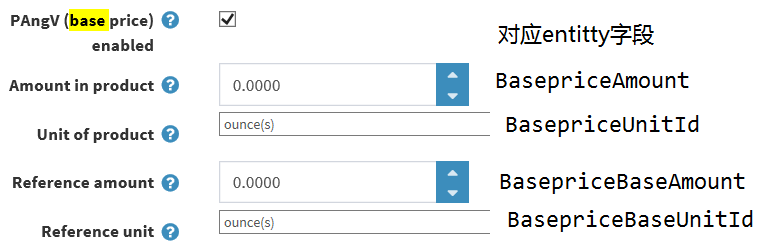 PAngV (base price) ?
enabled
对应entitty字段
Amount in product ? 0.0000 BasepriceAmount
Unit of product ? ounce(s) BasepriceUnitId
Reference amount ? 0.0000 BasepriceBaseAmount
Reference unit ? ounce(s) BasepriceBaseUnitId